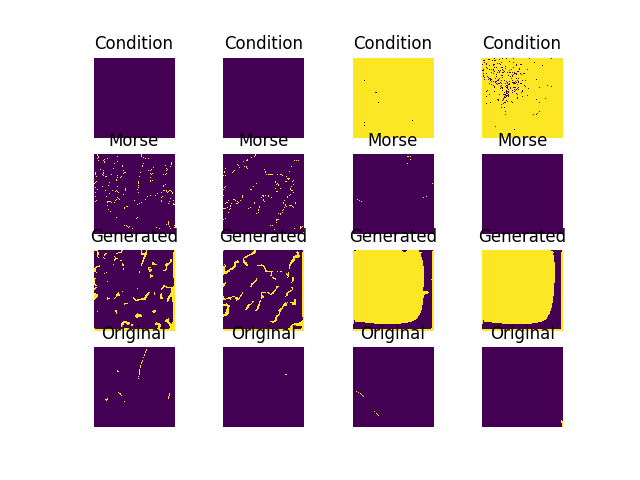 Condition Condition Condition Condition
Morse Morse Morse Morse
Generated Generated Generated Generated
Original Original Original Original